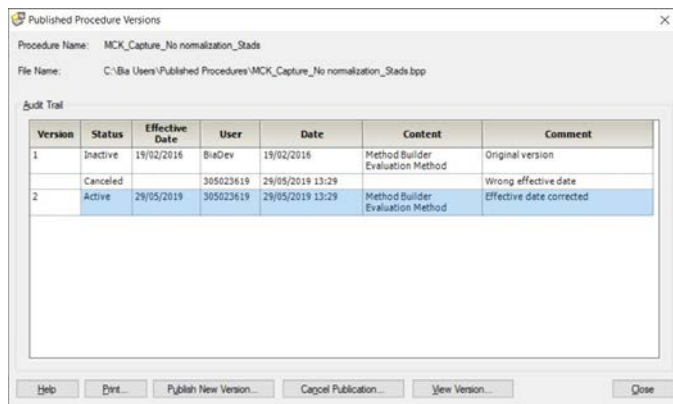 Published Procedure Versions
Procedure Name: MCK_Capture_No normalization_Stads
File Name: C:\Bia Users\Published Procedures\MCK_Capture_No normalization_Stads.bpp
Audit Trail
Version Status Effective Date User Date Content Comment
1 Inactive 19/02/2016 BiaDev 19/02/2016 Method Builder Evaluation Method Original version
Canceled 305023619 29/05/2019 13:29 Wrong effective date
2 Active 29/05/2019 305023619 29/05/2019 13:29 Method Builder Evaluation Method Effective date corrected
Help Print... Publish New Version... Cancel Publication... View Version... Close